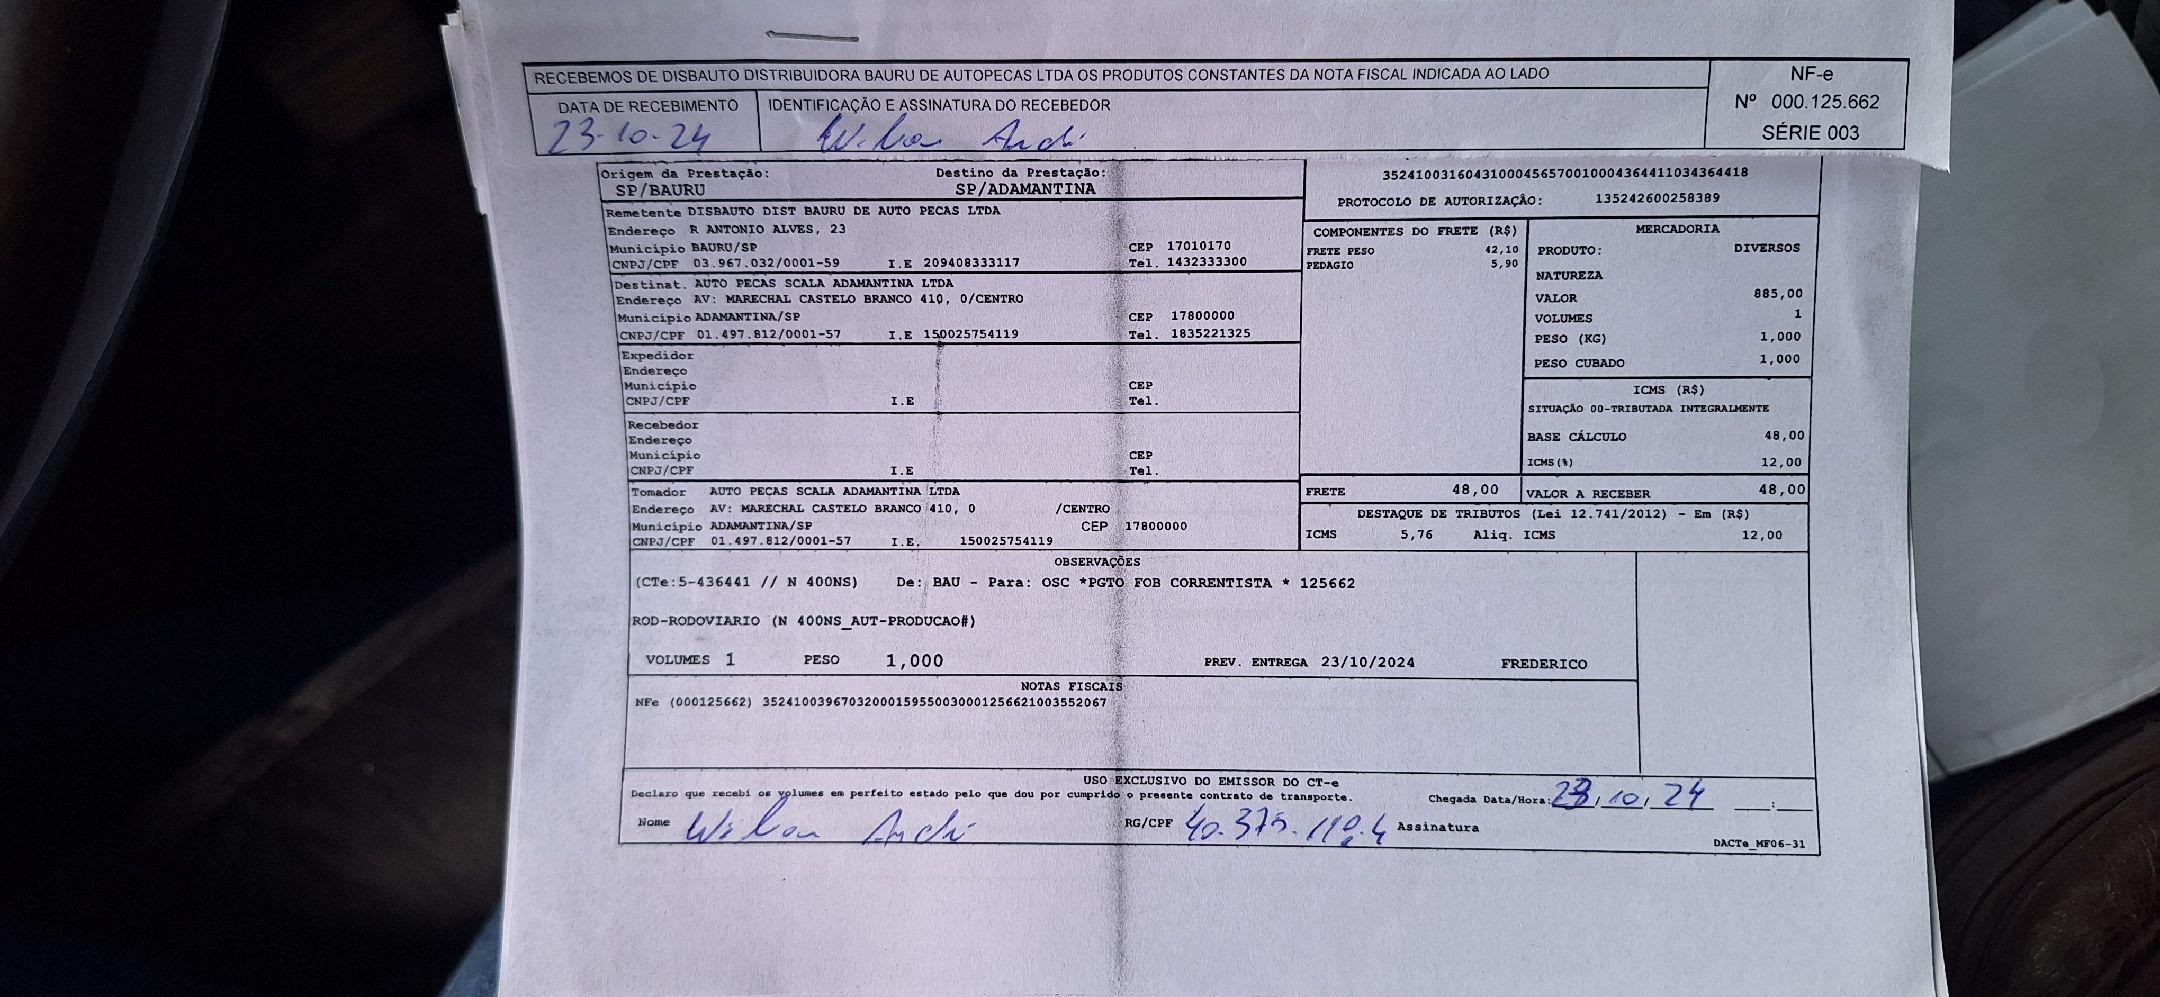 RECEBEMOS DE DISBAUTO DISTRIBUIDORA BAURU DE AUTOPECAS LTDA OS PRODUTOS CONSTANTES DA NOTA FISCAL INDICADA AO LADO
NF-e
Nº 000.125.662
SÉRIE 003
DATA DE RECEBIMENTO
23-10-24
IDENTIFICAÇÃO E ASSINATURA DO RECEBEDOR
Origem da Prestação: Destino da Prestação:
SP/BAURU SP/ADAMANTINA
35241003160431000456570010004364411034364418
PROTOCOLO DE AUTORIZAÇÃO: 135242600258389
Remetente DISBAUTO DIST BAURU DE AUTO PECAS LTDA
Endereço R ANTONIO ALVES, 23
Município BAURU/SP CEP 17010170
CNPJ/CPF 03.967.032/0001-59 I.E 209408333117 Tel. 1432333300
Destinat. AUTO PECAS SCALA ADAMANTINA LTDA
Endereço AV: MARECHAL CASTELO BRANCO 410, 0/CENTRO
Município ADAMANTINA/SP CEP 17800000
CNPJ/CPF 01.497.812/0001-57 I.E 150025754119 Tel. 1835221325
Expedidor
Endereço
Município CEP
CNPJ/CPF I.E Tel.
Recebedor
Endereço
Município CEP
CNPJ/CPF I.E Tel.
Tomador AUTO PECAS SCALA ADAMANTINA LTDA
Endereço AV: MARECHAL CASTELO BRANCO 410, 0 /CENTRO
Município ADAMANTINA/SP CEP 17800000
CNPJ/CPF 01.497.812/0001-57 I.E. 150025754119
COMPONENTES DO FRETE (R$)
FRETE PESO 42,10
PEDAGIO 5,90
MERCADORIA
PRODUTO: DIVERSOS
NATUREZA
VALOR 885,00
VOLUMES 1
PESO (KG) 1,000
PESO CUBADO 1,000
ICMS (R$)
SITUAÇÃO 00-TRIBUTADA INTEGRALMENTE
BASE CÁLCULO 48,00
ICMS(%) 12,00
FRETE 48,00 VALOR A RECEBER 48,00
DESTAQUE DE TRIBUTOS (Lei 12.741/2012) - Em (R$)
ICMS 5,76 Aliq. ICMS 12,00
OBSERVAÇÕES
(CTe:5-436441 // N 400NS) De: BAU - Para: OSC *PGTO FOB CORRENTISTA * 125662
ROD-RODOVIARIO (N 400NS_AUT-PRODUCAO#)
VOLUMES 1 PESO 1,000 PREV. ENTREGA 23/10/2024 FREDERICO
NOTAS FISCAIS
NFe (000125662) 35241003967032000159550030001256621003552067
USO EXCLUSIVO DO EMISSOR DO CT-e
Declaro que recebi os volumes em perfeito estado pelo que dou por cumprido o presente contrato de transporte. Chegada Data/Hora: 23/10/24 __:__
Nome RG/CPF Assinatura
DACTe_MF06-31